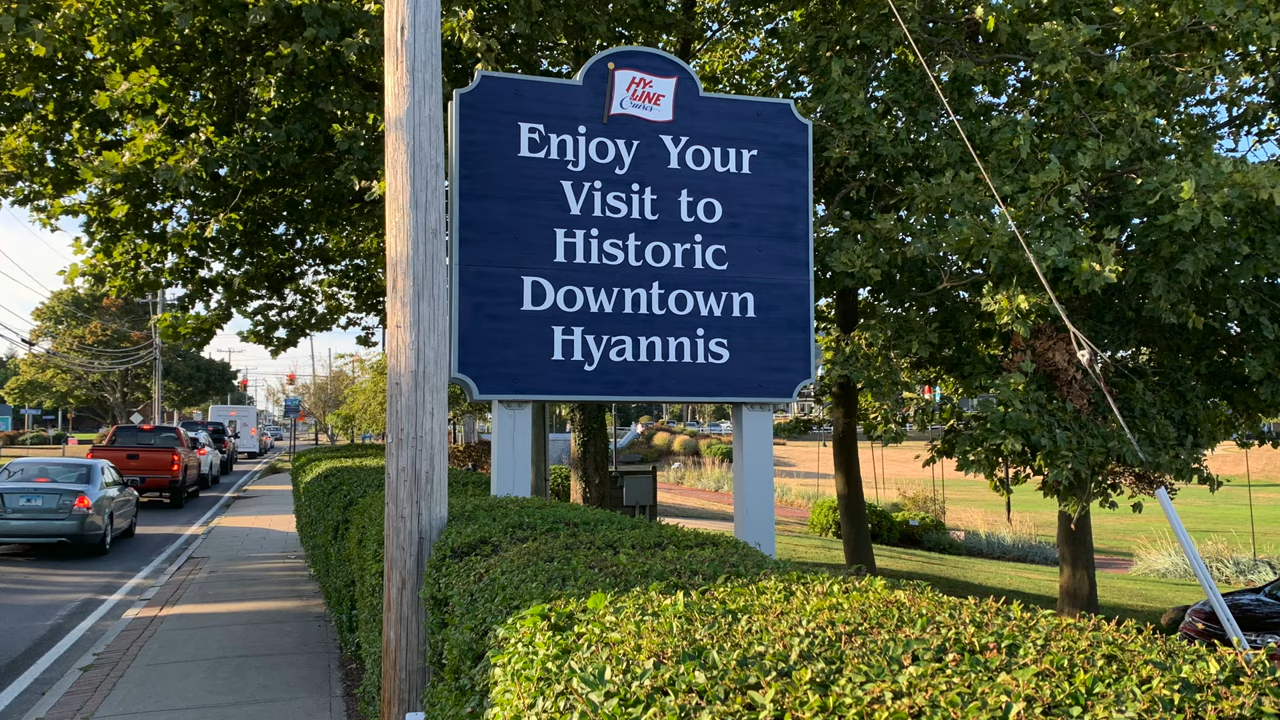 HY-
LINE
Cruises
Enjoy Your
Visit to
Historic
Downtown
Hyannis